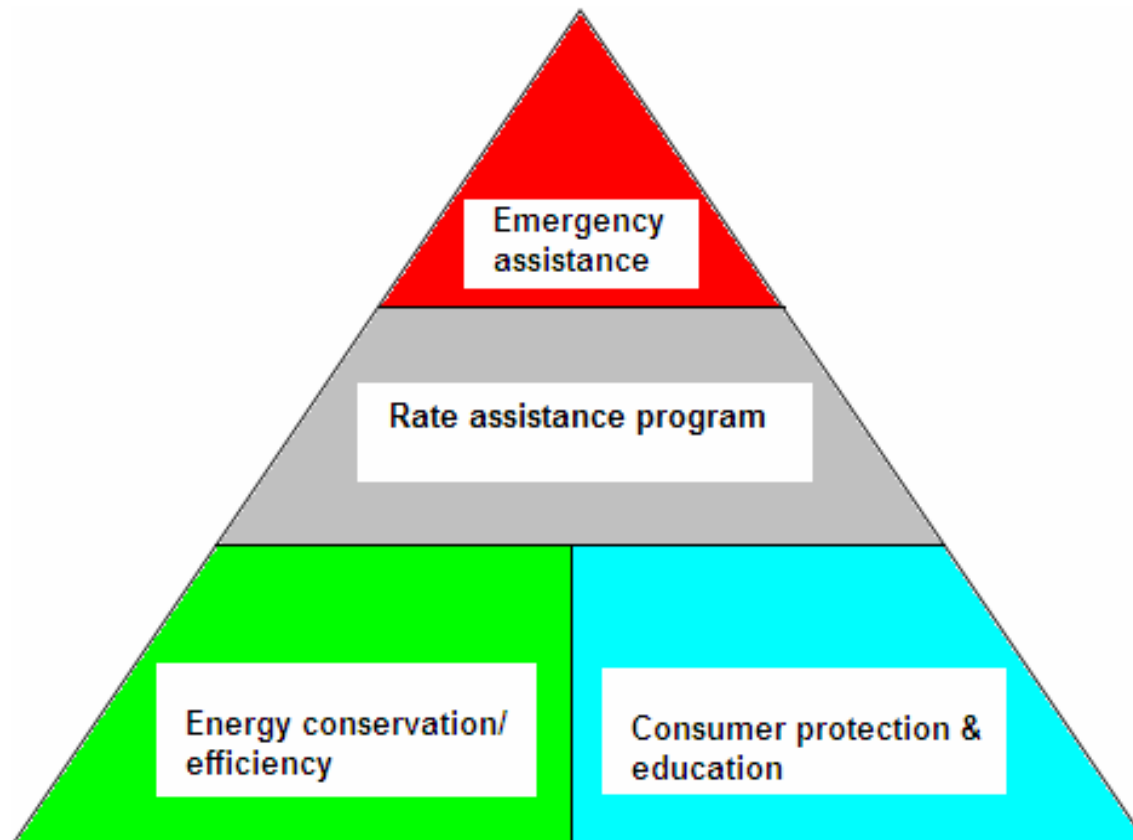 Emergency
assistance
Rate assistance program
Energy conservation/
efficiency
Consumer protection &
education